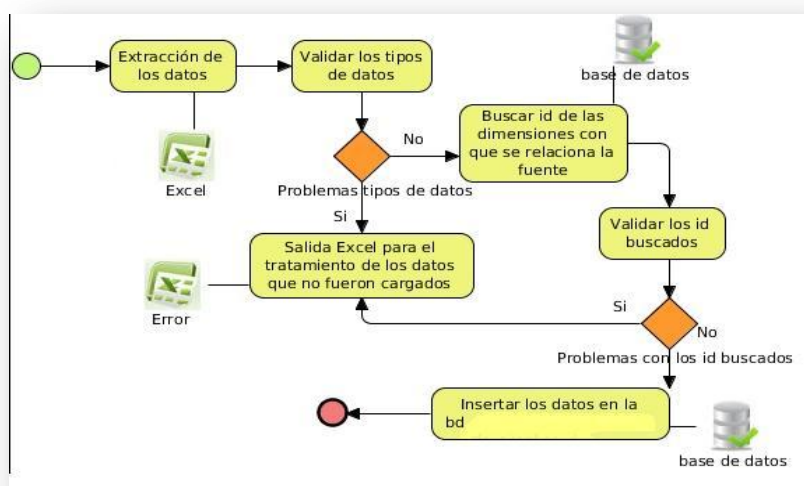 Extracción de
los datos
Validar los tipos
de datos
base de datos
Buscar id de las
dimensiones con
que se relaciona la
fuente
No
Excel
Problemas tipos de datos
Si
Validar los id
buscados
Salida Excel para el
tratamiento de los datos
que no fueron cargados
Error
Si
No
Problemas con los id buscados
Insertar los datos en la
bd
base de datos